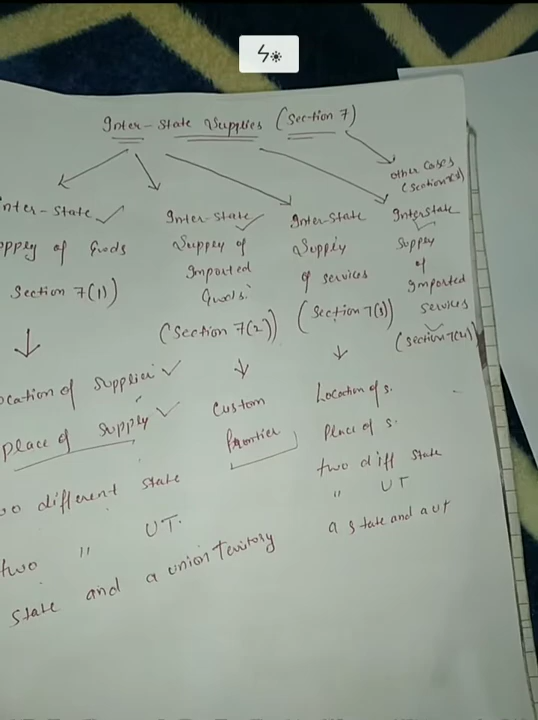 Inter-State Supplies (Section 7)
other cases
nter-State
pply of Goods
Section 7(1)
ocation of Supplier
place of Supply
wo different state
two " UT.
state and a union Territory
Inter-State
Supply of
Imported
Goods.
(Section 7(2))
Custom
Frontier
Inter-State
Supply
of services
(Section 7(3))
Location of s.
Place of s.
two diff state
" UT
a state and a UT
Interstate
Supply
of
Imported
Services
(Section 7(4))